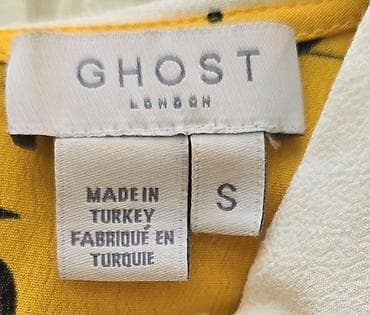 GHOST
LONDON
MADE IN
TURKEY
FABRIQUÉ EN
TURQUIE
S